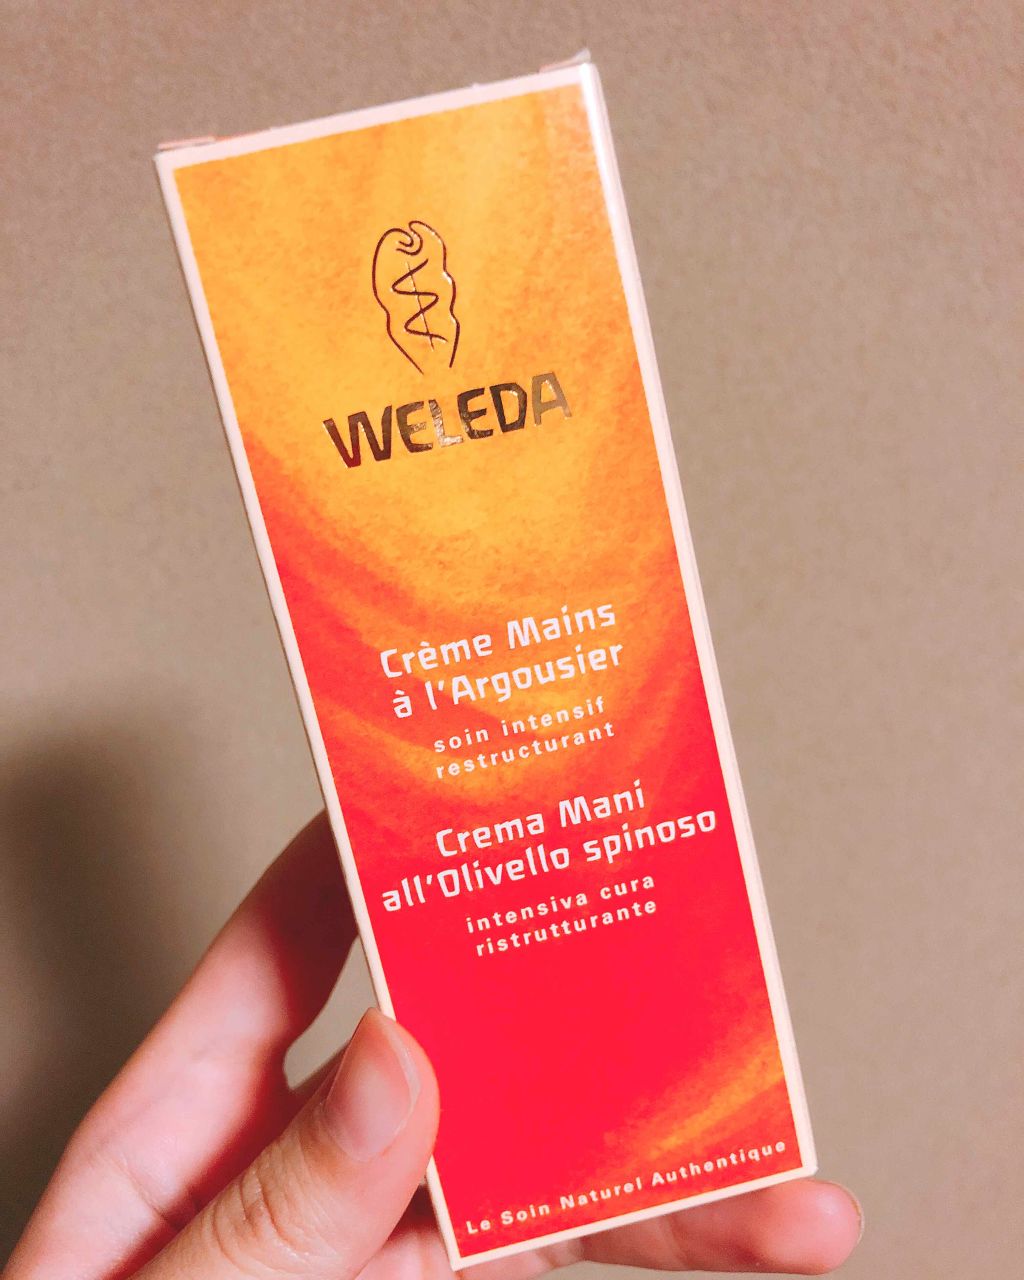 WELEDA
Crème Mains
à l'Argousier
soin intensif
restructurant
Crema Mani
all'Olivello spinoso
intensiva cura
ristrutturante
Le Soin Naturel Authentique